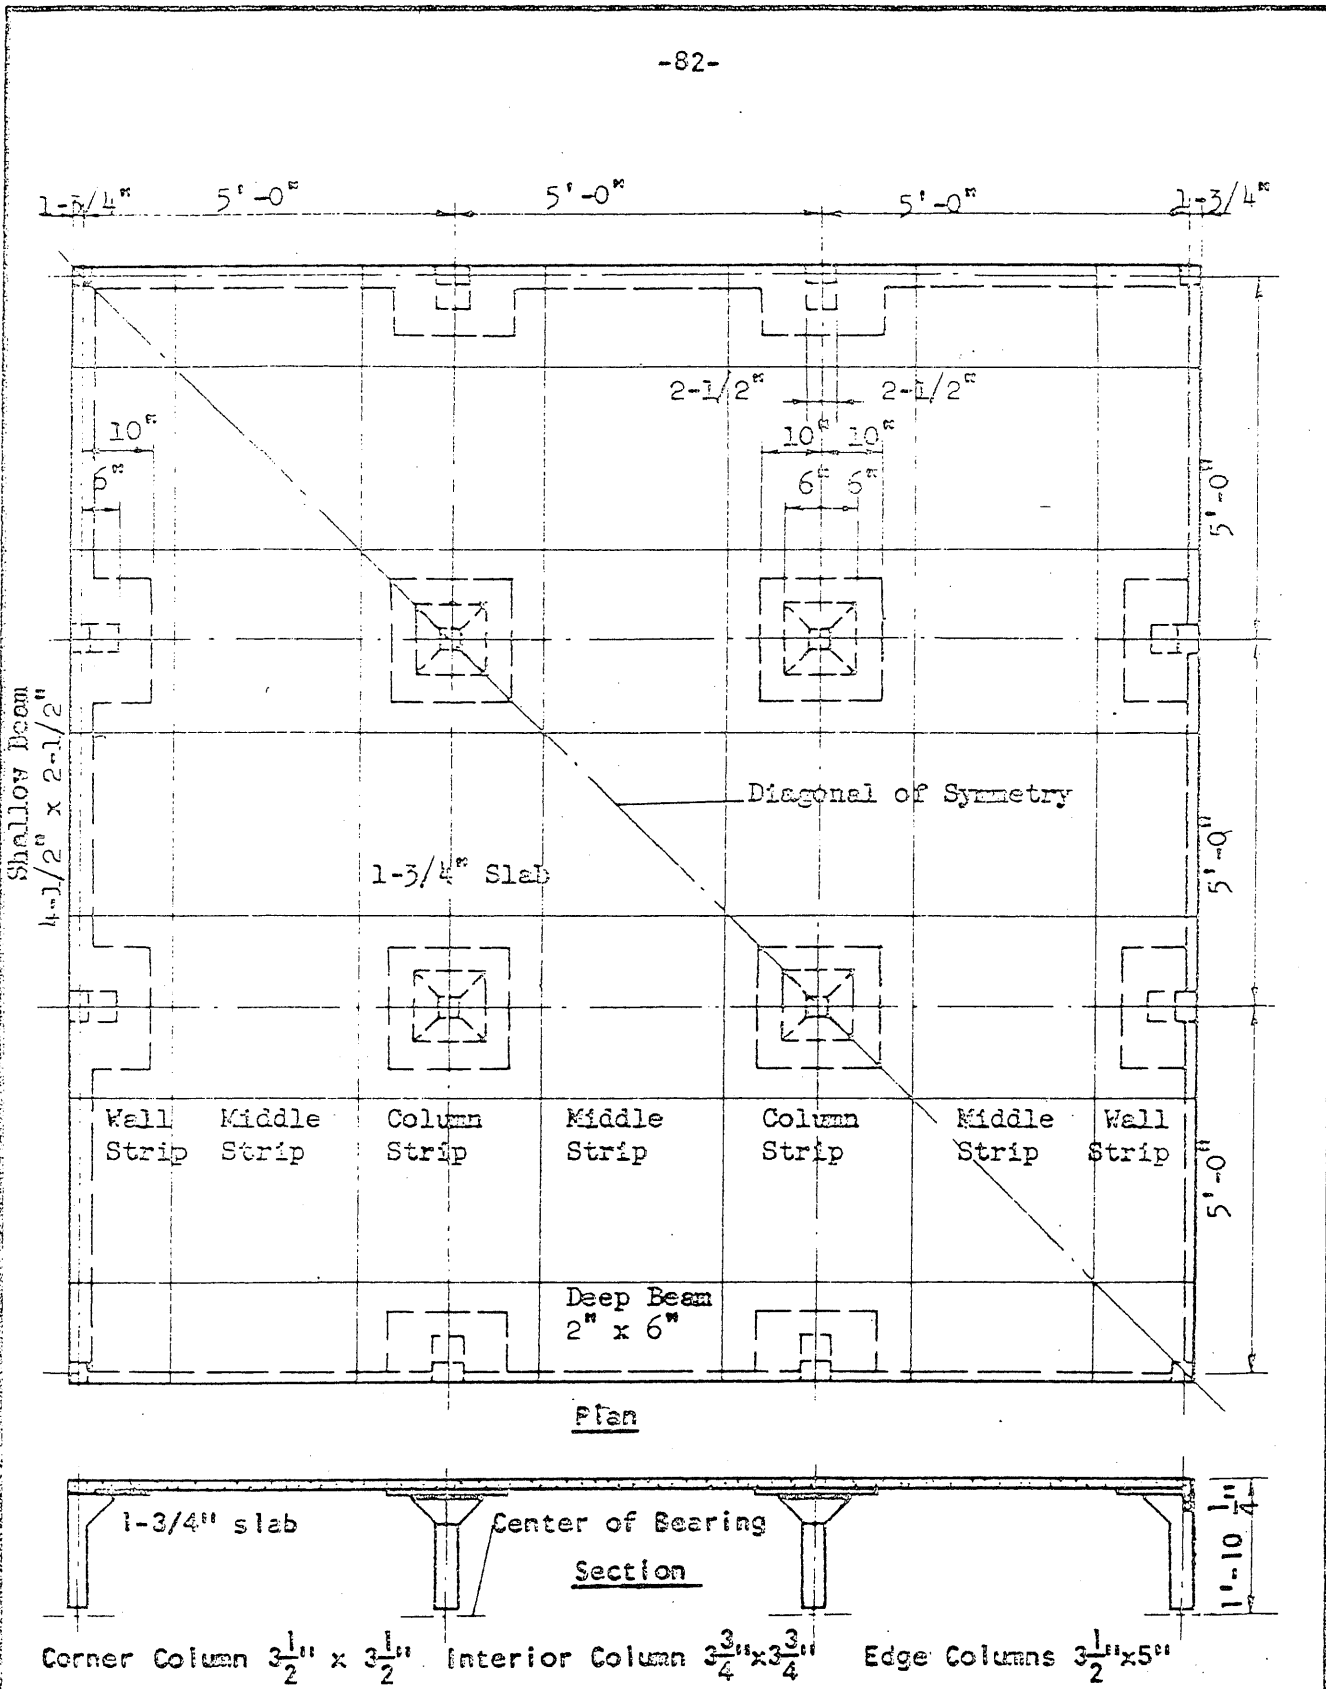 -82-
1-3/4" 5'-0" 5'-0" 5'-0" 1-3/4"
2-1/2" 2-1/2"
10" 10" 10"
6" 6" 6"
5'-0"
Shallow Beam
4-1/2" x 2-1/2"
Diagonal of Symmetry
1-3/4" Slab
5'-0"
Wall Middle Column Middle Column Middle Wall
Strip Strip Strip Strip Strip Strip Strip
5'-0"
Deep Beam
2" x 6"
Plan
1-3/4" slab Center of Bearing
Section
1'-10 1/4"
Corner Column 3 1/2" x 3 1/2" Interior Column 3 3/4"x3 3/4" Edge Columns 3 1/2"x5"